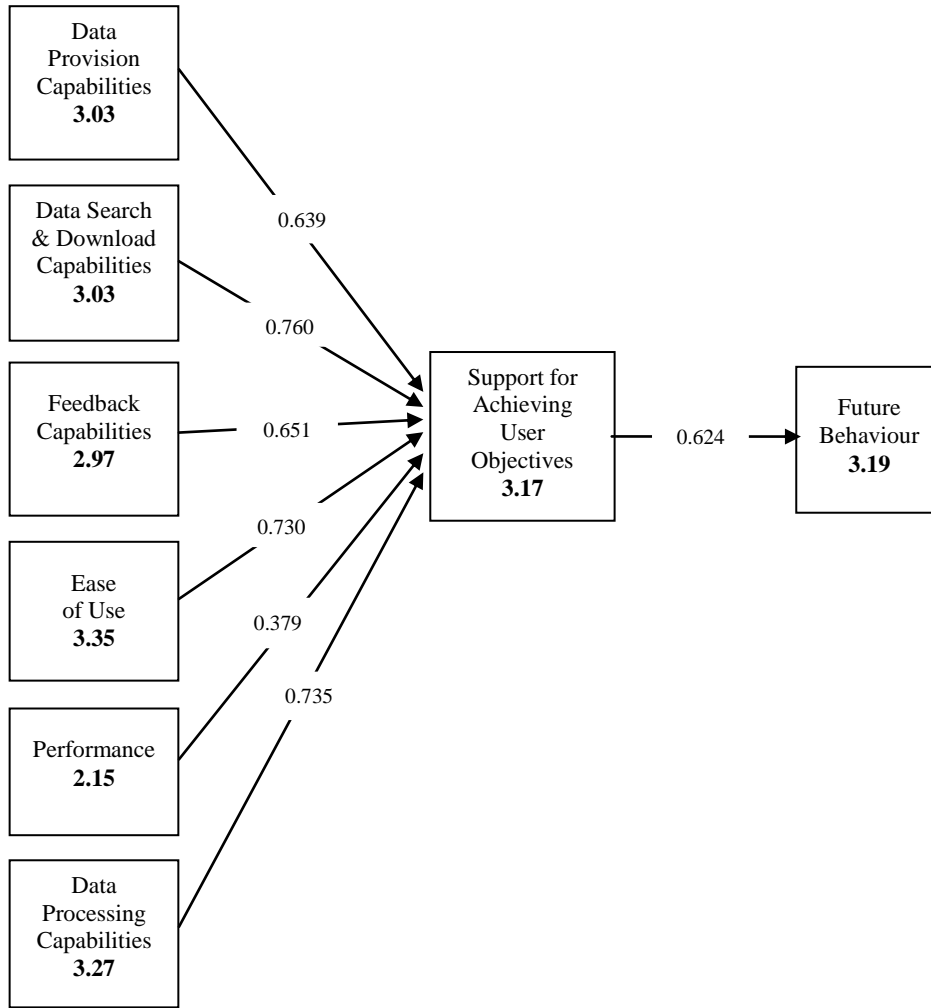 Data
Provision
Capabilities
3.03
0.639
Data Search
& Download
Capabilities
3.03
0.760
Feedback
Capabilities
2.97
0.651
Ease
of Use
3.35
0.730
Performance
2.15
0.379
Data
Processing
Capabilities
3.27
0.735
Support for
Achieving
User
Objectives
3.17
0.624
Future
Behaviour
3.19